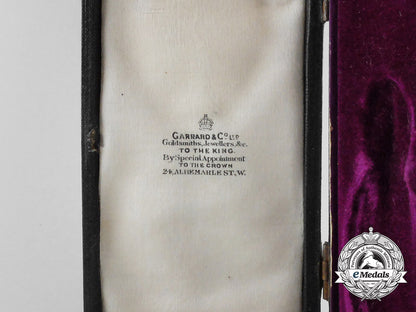 GARRARD & Co LTD
Goldsmiths, Jewellers, &c.
TO THE KING.
By Special Appointment
TO THE CROWN
24, ALBEMARLE ST, W.
eMedals